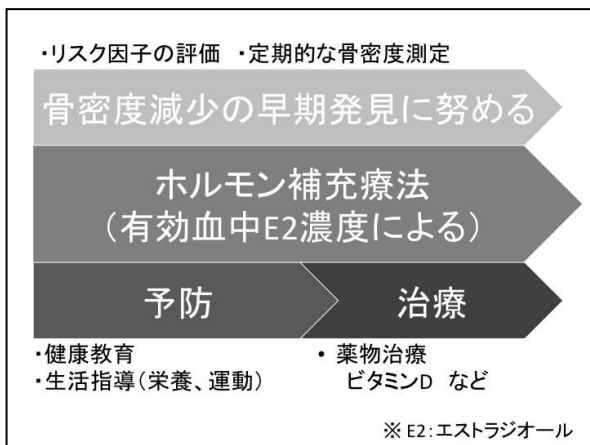 ・リスク因子の評価 ・定期的な骨密度測定
骨密度減少の早期発見に努める
ホルモン補充療法
(有効血中E2濃度による)
予防
治療
・健康教育
・生活指導(栄養、運動)
・ 薬物治療
ビタミンD など
※ E2:エストラジオール